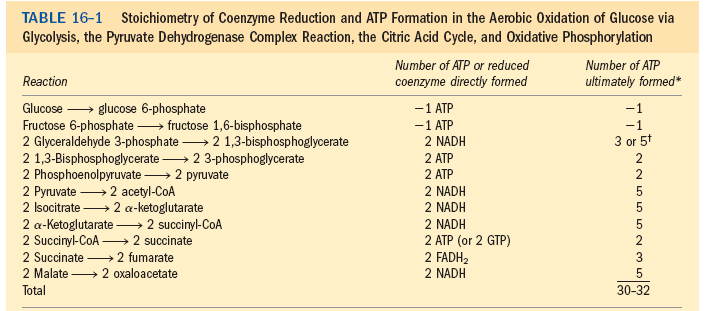 TABLE 16–1 Stoichiometry of Coenzyme Reduction and ATP Formation in the Aerobic Oxidation of Glucose via
Glycolysis, the Pyruvate Dehydrogenase Complex Reaction, the Citric Acid Cycle, and Oxidative Phosphorylation
Number of ATP or reduced Number of ATP
Reaction coenzyme directly formed ultimately formed*
Glucose ⟶ glucose 6-phosphate −1 ATP −1
Fructose 6-phosphate ⟶ fructose 1,6-bisphosphate −1 ATP −1
2 Glyceraldehyde 3-phosphate ⟶ 2 1,3-bisphosphoglycerate 2 NADH 3 or 5†
2 1,3-Bisphosphoglycerate ⟶ 2 3-phosphoglycerate 2 ATP 2
2 Phosphoenolpyruvate ⟶ 2 pyruvate 2 ATP 2
2 Pyruvate ⟶ 2 acetyl-CoA 2 NADH 5
2 Isocitrate ⟶ 2 α-ketoglutarate 2 NADH 5
2 α-Ketoglutarate ⟶ 2 succinyl-CoA 2 NADH 5
2 Succinyl-CoA ⟶ 2 succinate 2 ATP (or 2 GTP) 2
2 Succinate ⟶ 2 fumarate 2 FADH₂ 3
2 Malate ⟶ 2 oxaloacetate 2 NADH 5
Total 30–32